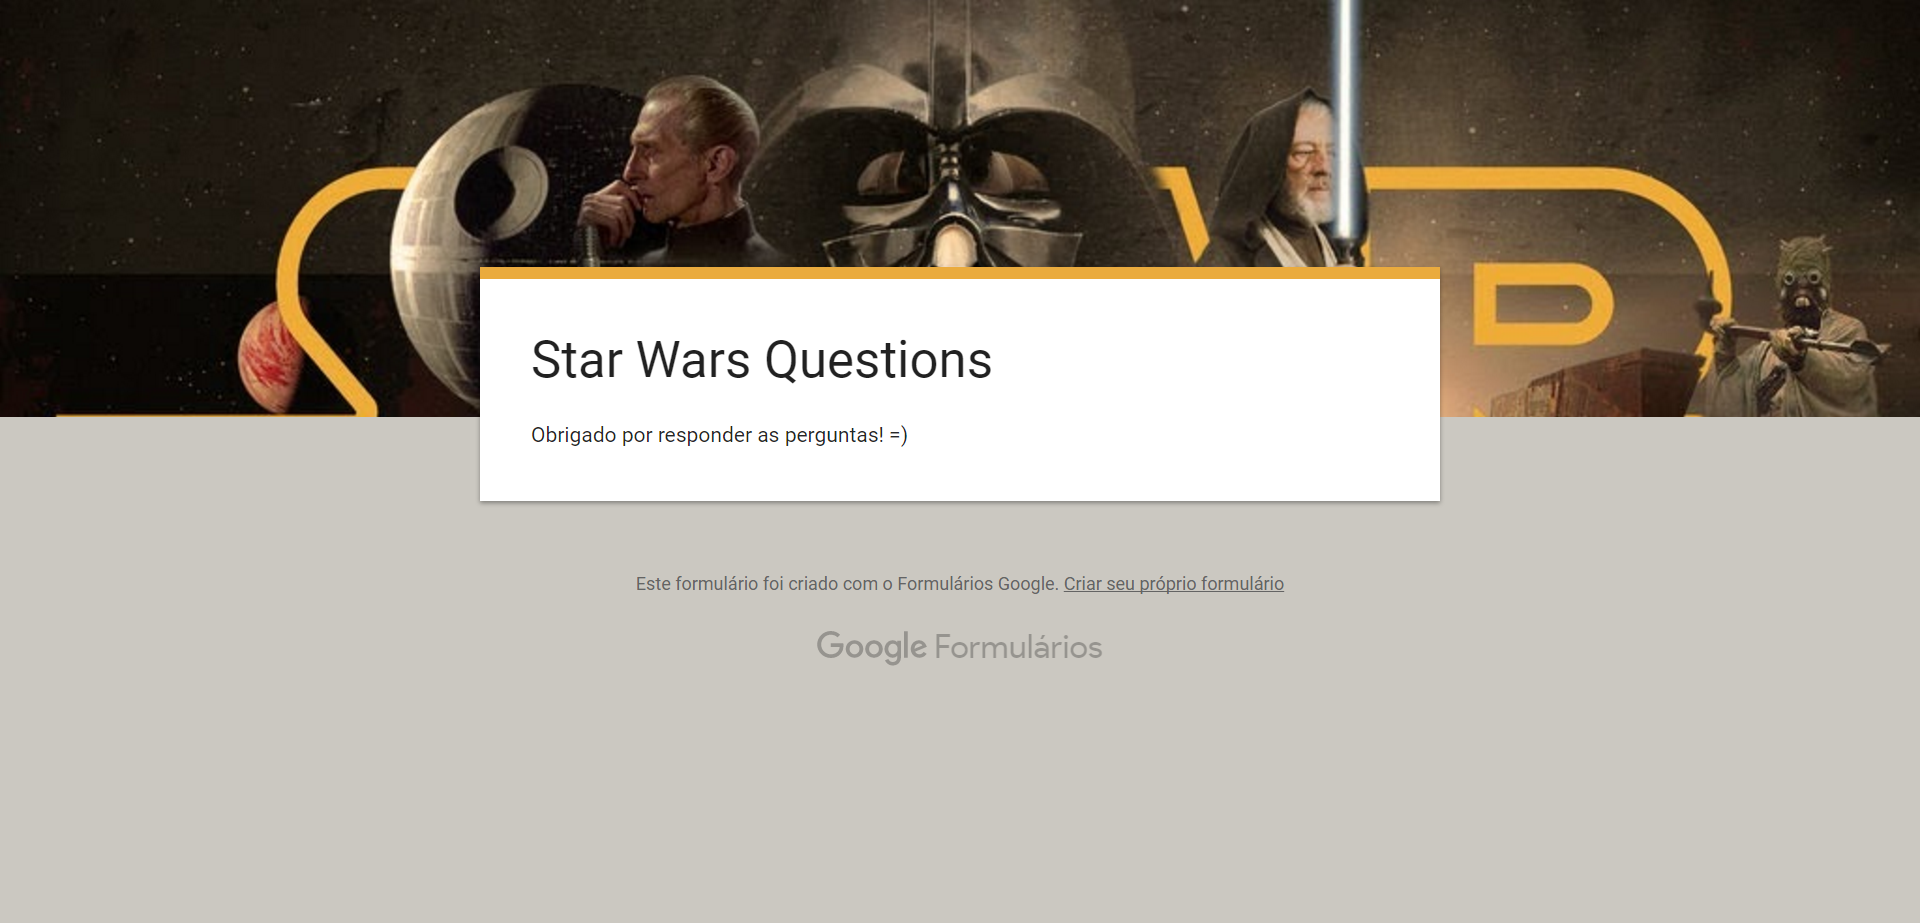 Star Wars Questions
Obrigado por responder as perguntas! =)
Este formulário foi criado com o Formulários Google. Criar seu próprio formulário
Google Formulários